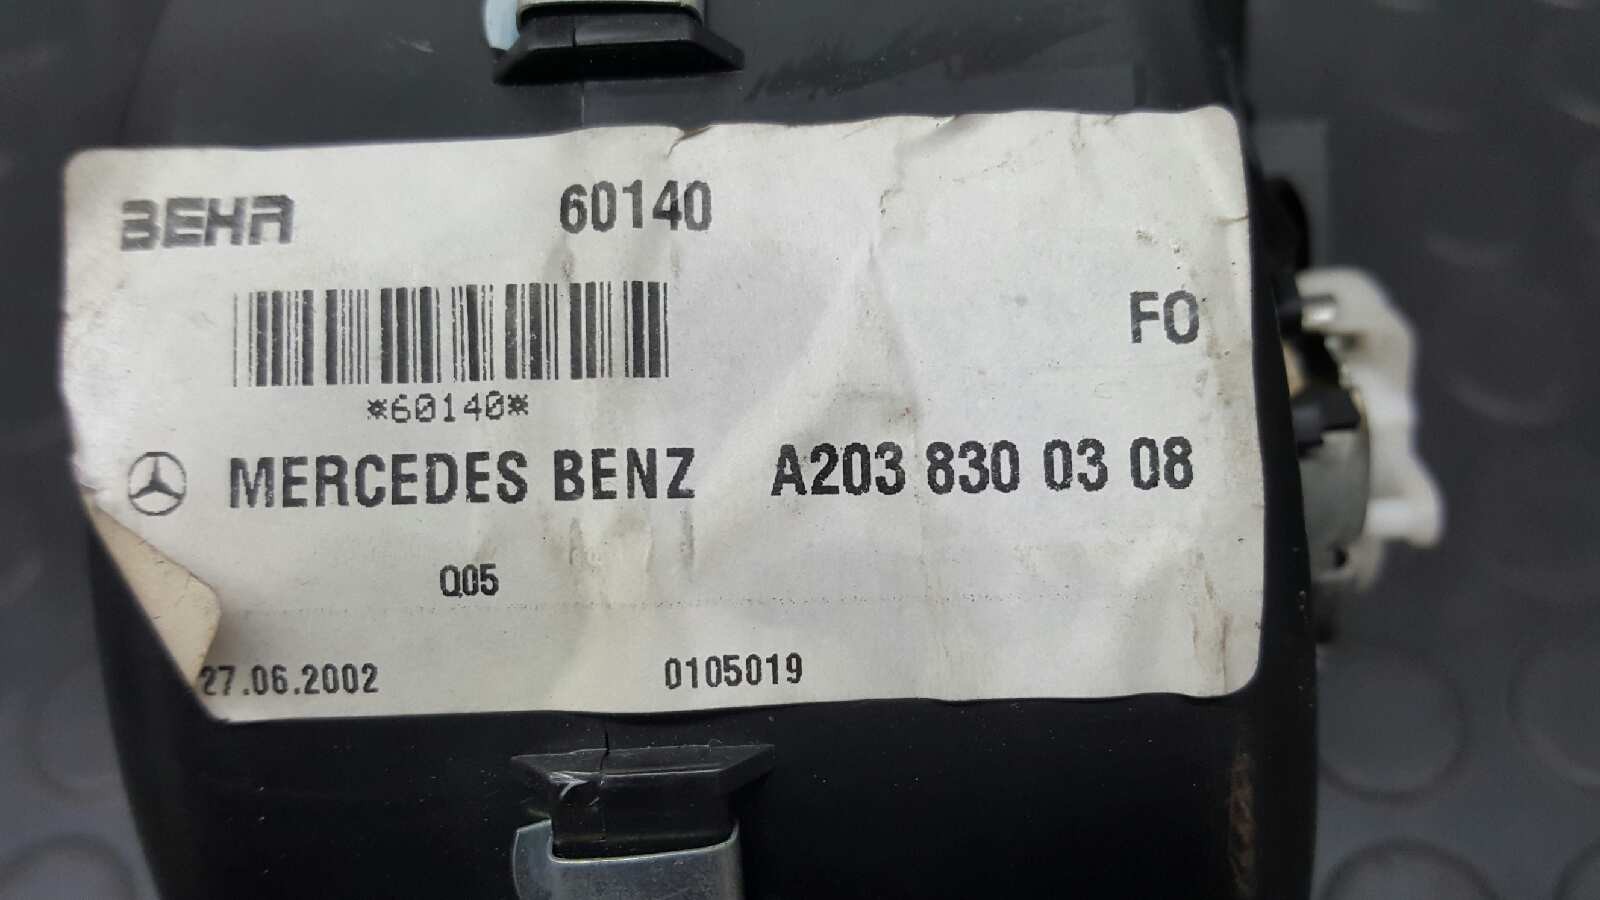 BEHR
60140
FO
*60140*
MERCEDES BENZ A203 830 03 08
Q05
27.06.2002 0105019